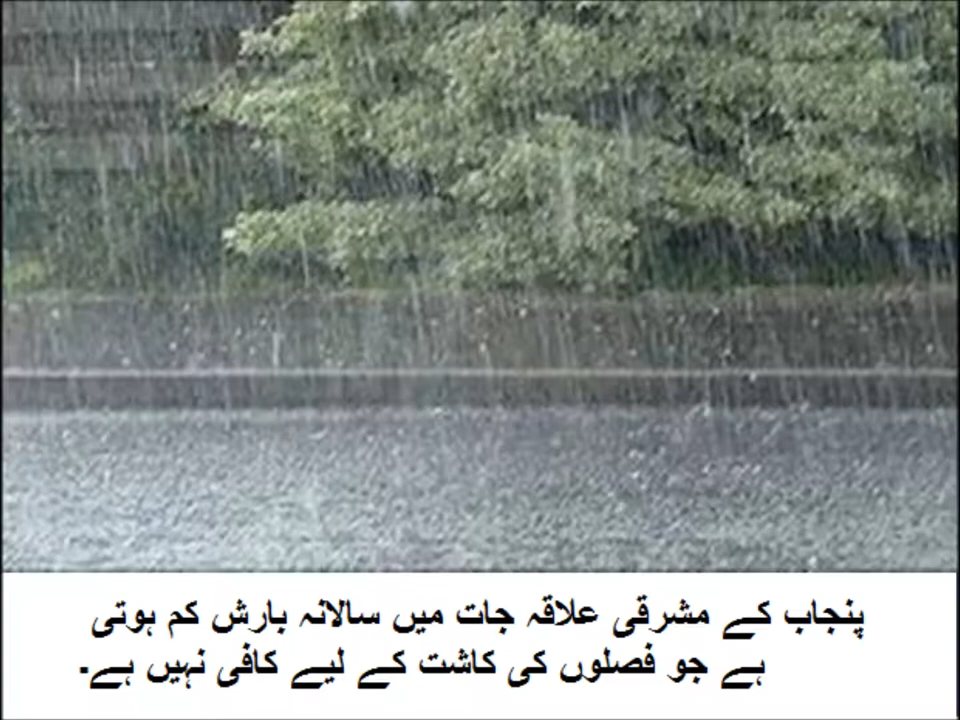 پنجاب کے مشرقی علاقہ جات میں سالانہ بارش کم ہوتی
ہے جو فصلوں کی کاشت کے لیے کافی نہیں ہے۔